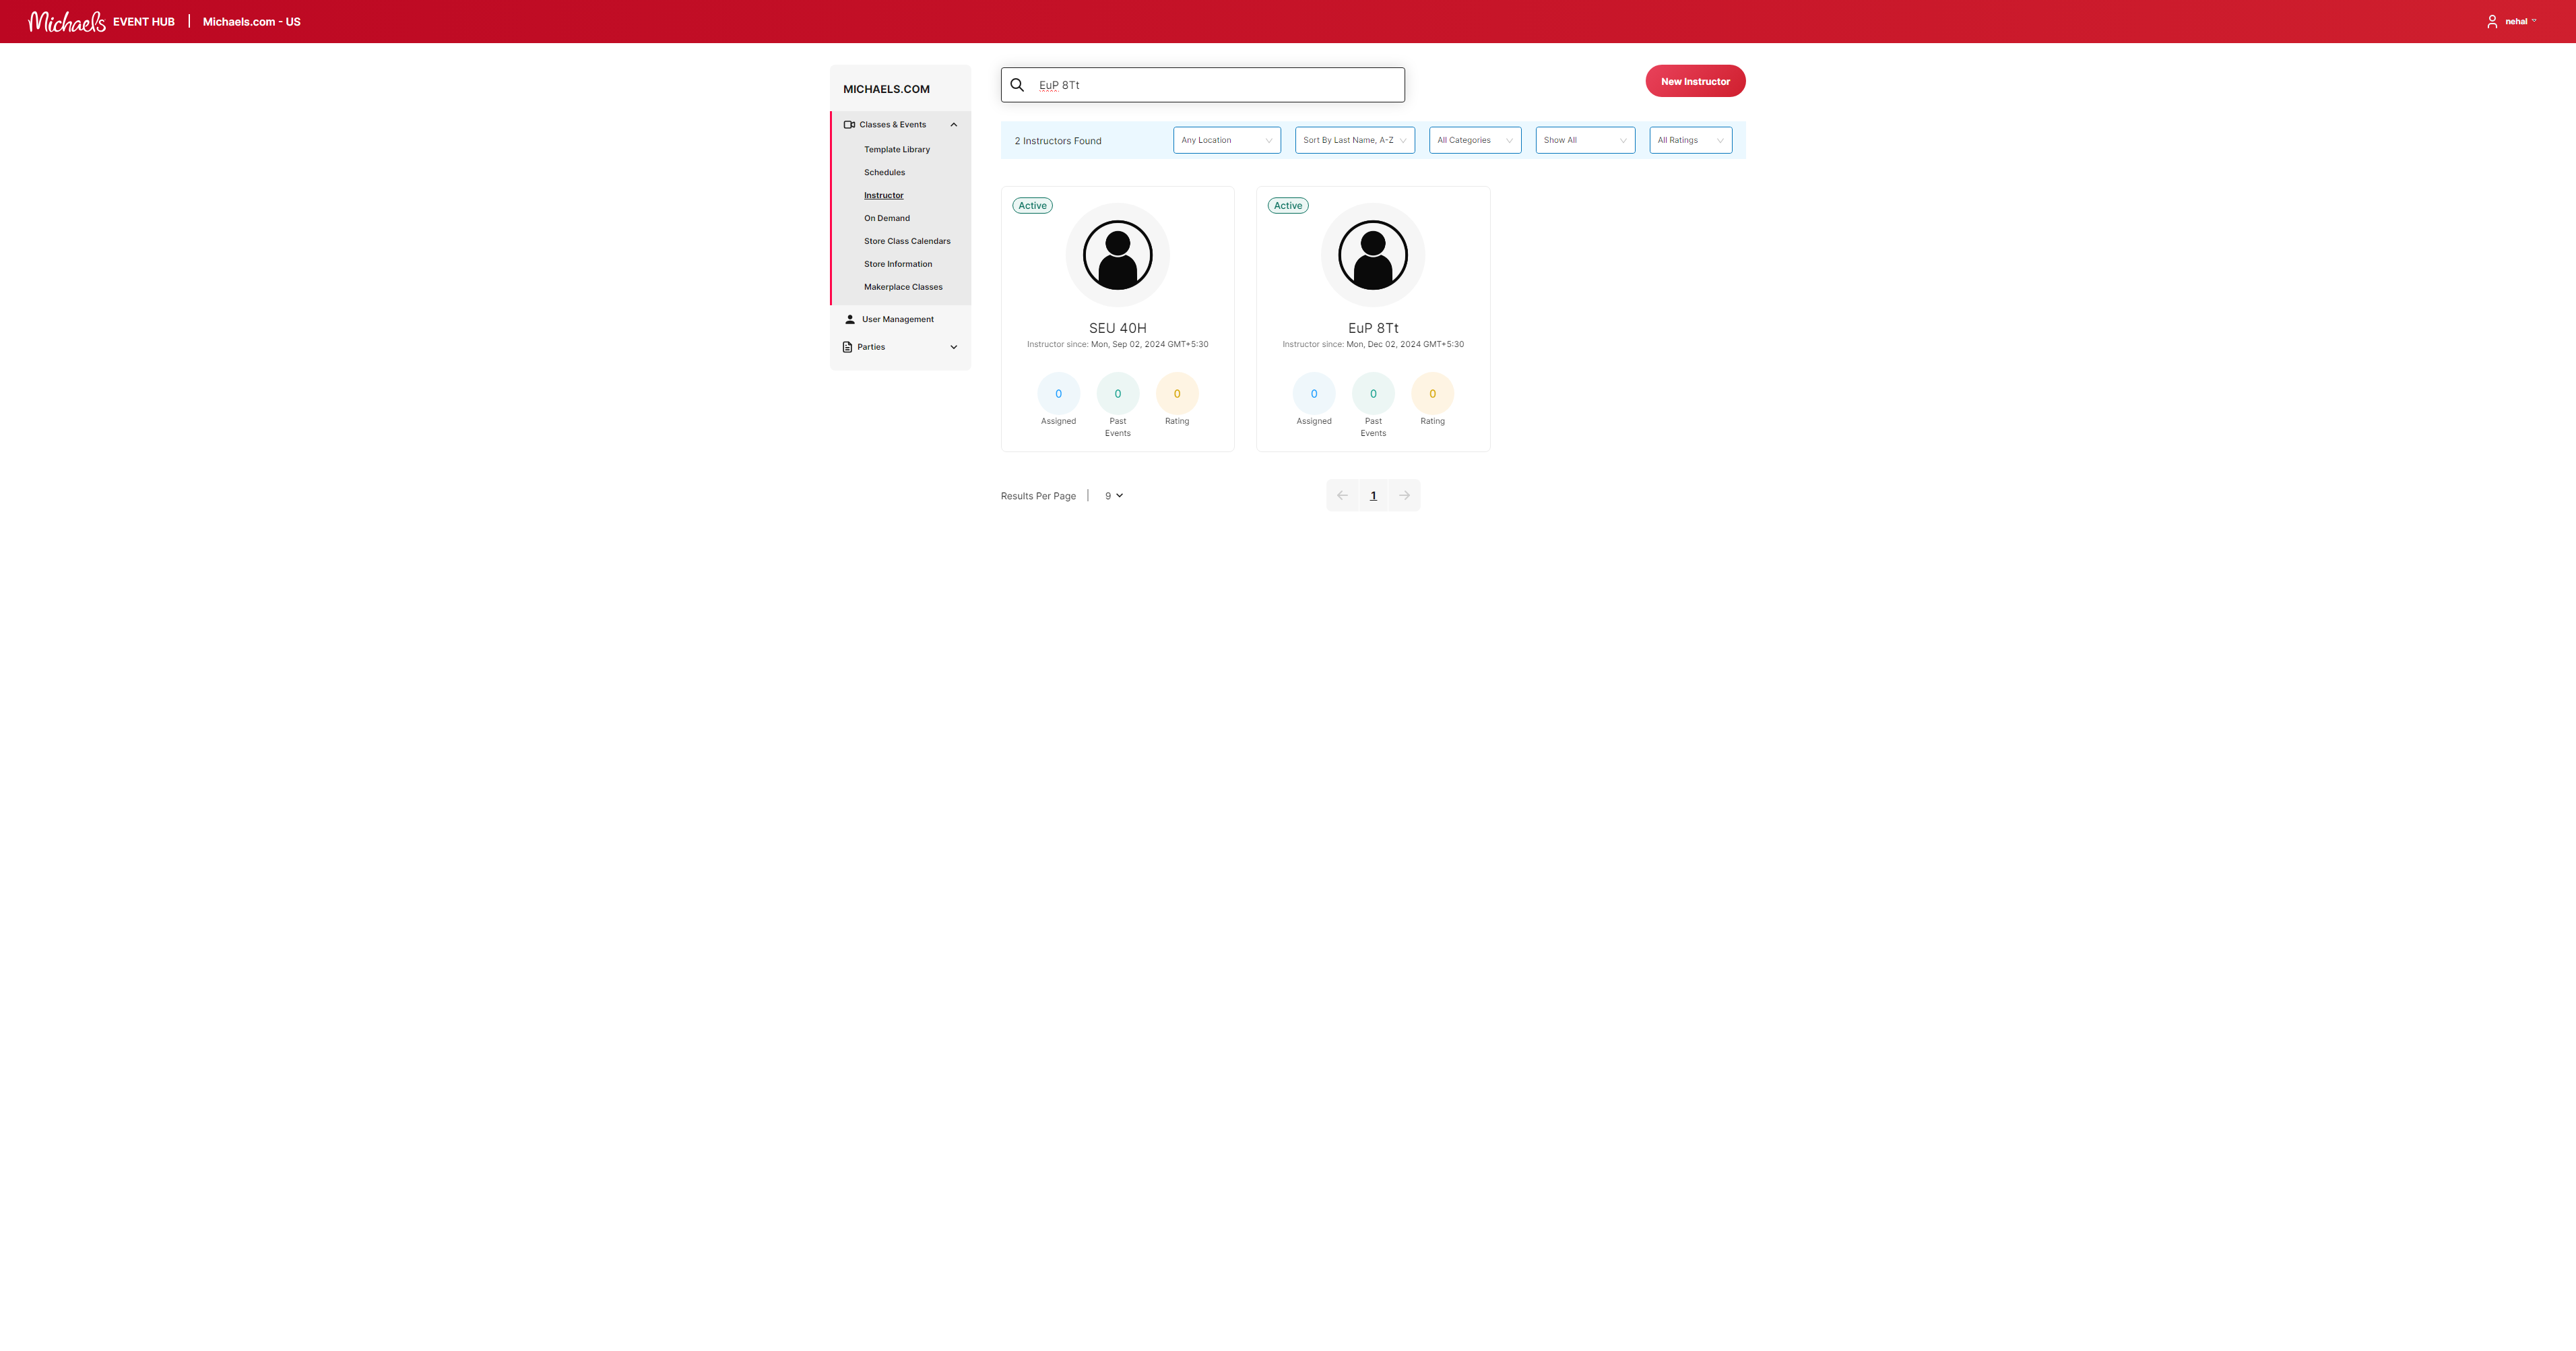 Michaels EVENT HUB | Michaels.com - US
nehal
MICHAELS.COM
Classes & Events
Template Library
Schedules
Instructor
On Demand
Store Class Calendars
Store Information
Makerplace Classes
User Management
Parties
EuP 8Tt
New Instructor
2 Instructors Found
Any Location
Sort By Last Name, A-Z
All Categories
Show All
All Ratings
Active
SEU 40H
Instructor since: Mon, Sep 02, 2024 GMT+5:30
0 0 0
Assigned Past Rating
Events
Active
EuP 8Tt
Instructor since: Mon, Dec 02, 2024 GMT+5:30
0 0 0
Assigned Past Rating
Events
Results Per Page | 9
1